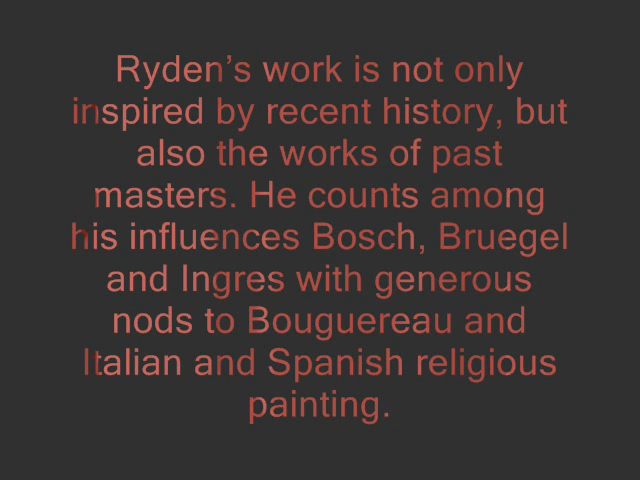 Ryden’s work is not only
inspired by recent history, but
also the works of past
masters. He counts among
his influences Bosch, Bruegel
and Ingres with generous
nods to Bouguereau and
Italian and Spanish religious
painting.